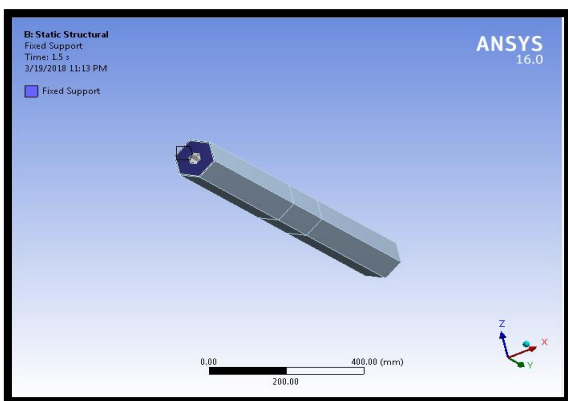 B: Static Structural
Fixed Support
Time: 1.5 s
3/19/2018 11:13 PM
Fixed Support
ANSYS
16.0
0.00
400.00 (mm)
200.00
Z
X
Y